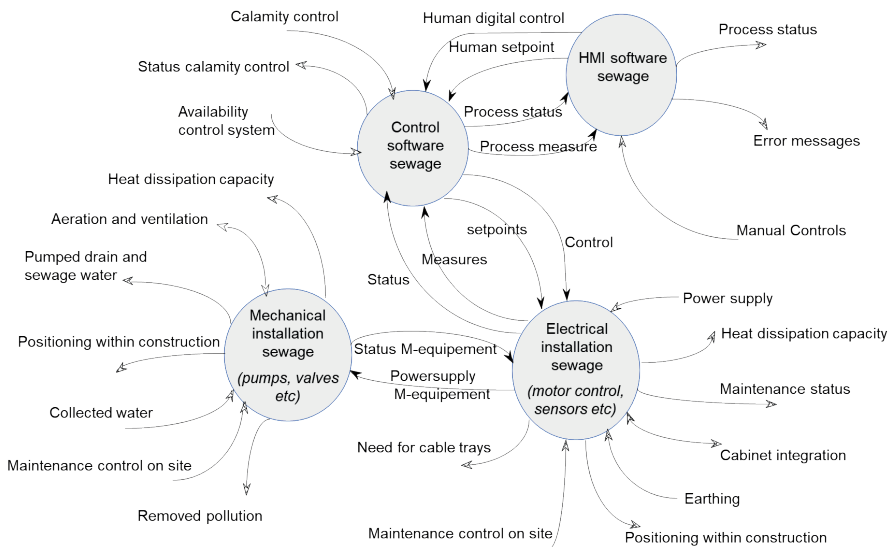 Calamity control
Human digital control
Process status
Human setpoint
HMI software
sewage
Status calamity control
Availability
control system
Process status
Control
software
sewage
Process measure
Error messages
Heat dissipation capacity
Aeration and ventilation
setpoints
Control
Manual Controls
Pumped drain and
sewage water
Measures
Status
Power supply
Mechanical
installation
sewage
(pumps, valves
etc)
Electrical
installation
sewage
(motor control,
sensors etc)
Heat dissipation capacity
Positioning within construction
Status M-equipement
Powersupply
M-equipement
Maintenance status
Collected water
Need for cable trays
Cabinet integration
Maintenance control on site
Earthing
Removed pollution
Maintenance control on site
Positioning within construction